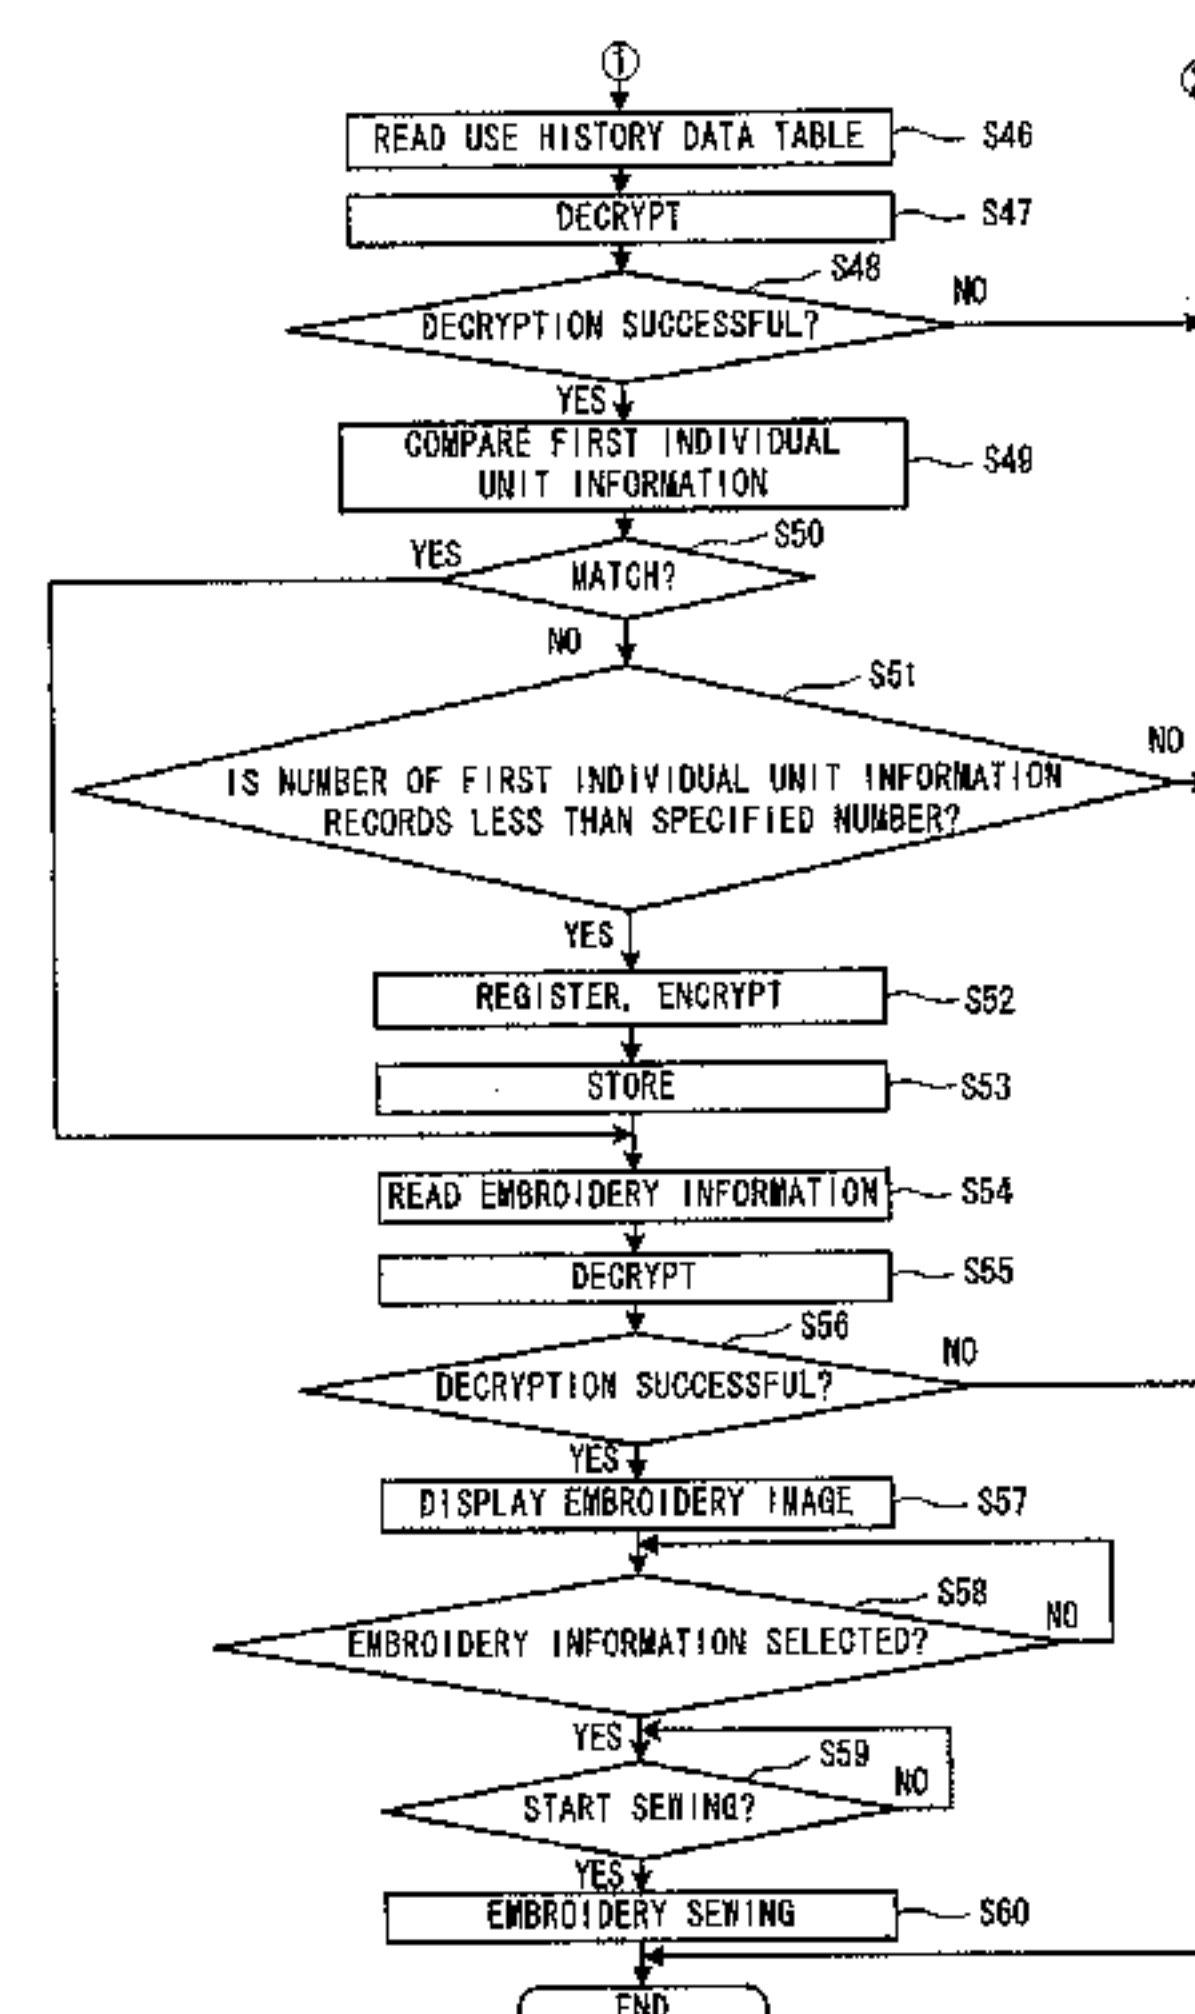 1
READ USE HISTORY DATA TABLE
S46
DECRYPT
S47
S48
NO
DECRYPTION SUCCESSFUL?
YES
COMPARE FIRST INDIVIDUAL
UNIT INFORMATION
S49
S50
YES
MATCH?
NO
S51
NO
IS NUMBER OF FIRST INDIVIDUAL UNIT INFORMATION
RECORDS LESS THAN SPECIFIED NUMBER?
YES
REGISTER, ENCRYPT
S52
STORE
S53
READ EMBROIDERY INFORMATION
S54
DECRYPT
S55
S56
NO
DECRYPTION SUCCESSFUL?
YES
DISPLAY EMBROIDERY IMAGE
S57
S58
NO
EMBROIDERY INFORMATION SELECTED?
YES
S59
NO
START SEWING?
YES
EMBROIDERY SEWING
S60
END